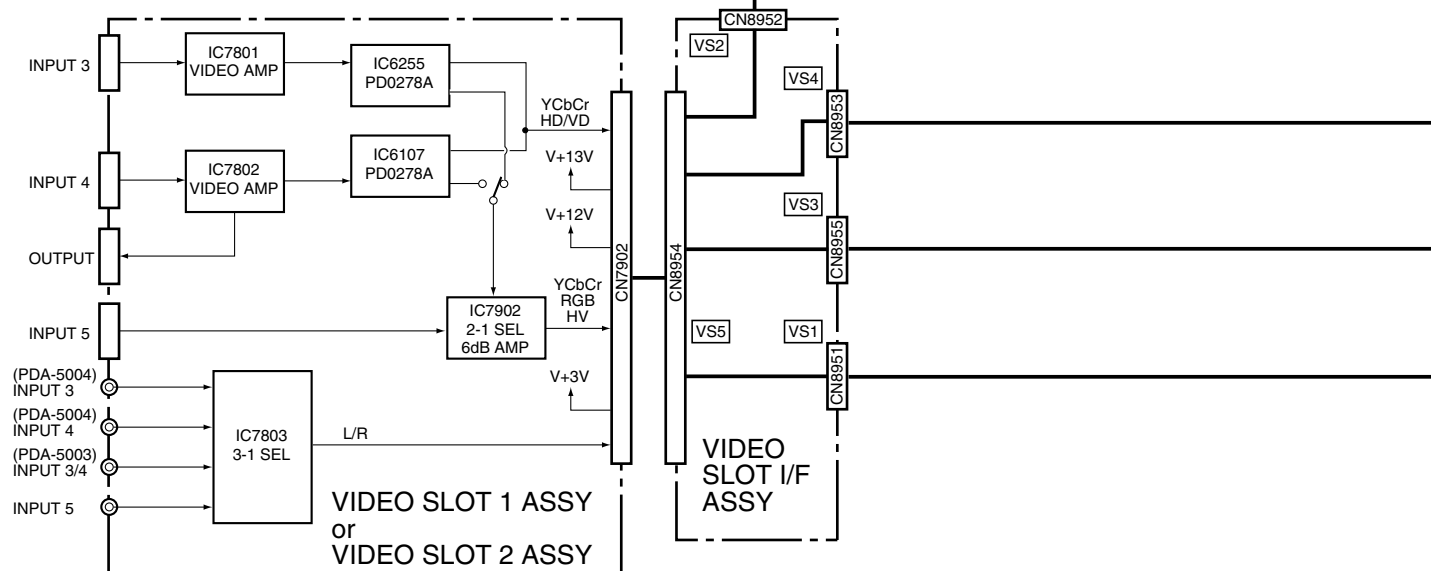 CN8952
VS2
INPUT 3
IC7801
VIDEO AMP
IC6255
PD0278A
VS4
CN8953
YCbCr
HD/VD
INPUT 4
IC7802
VIDEO AMP
IC6107
PD0278A
V+13V
VS3
V+12V
CN8955
OUTPUT
CN7902
CN8954
YCbCr
RGB
HV
INPUT 5
IC7902
2-1 SEL
6dB AMP
VS5
VS1
CN8951
(PDA-5004)
INPUT 3
V+3V
(PDA-5004)
INPUT 4
IC7803
3-1 SEL
L/R
(PDA-5003)
INPUT 3/4
INPUT 5
VIDEO
SLOT I/F
ASSY
VIDEO SLOT 1 ASSY
or
VIDEO SLOT 2 ASSY